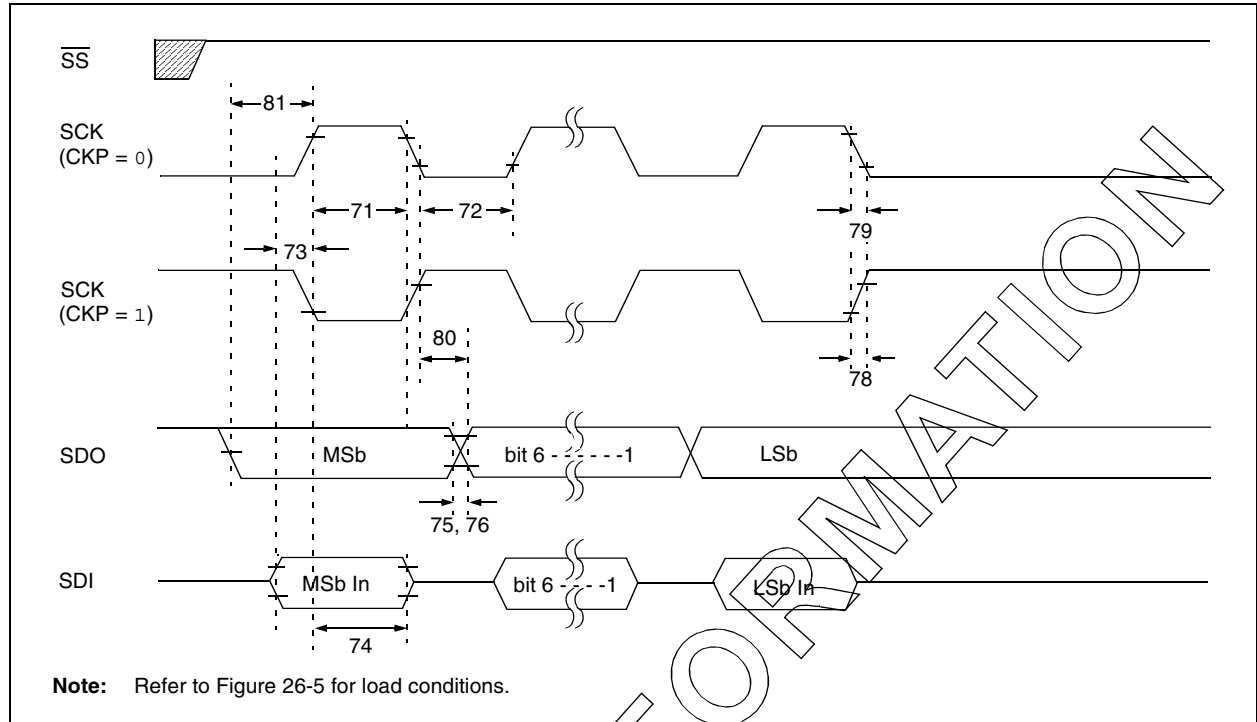 SS
81
SCK
(CKP = 0)
71
72
79
73
SCK
(CKP = 1)
80
78
SDO
MSb
bit 6 - - - - - - -1
LSb
75, 76
SDI
MSb In
bit 6 - - - - -1
LSb In
74
Note: Refer to Figure 26-5 for load conditions.
FORMATION